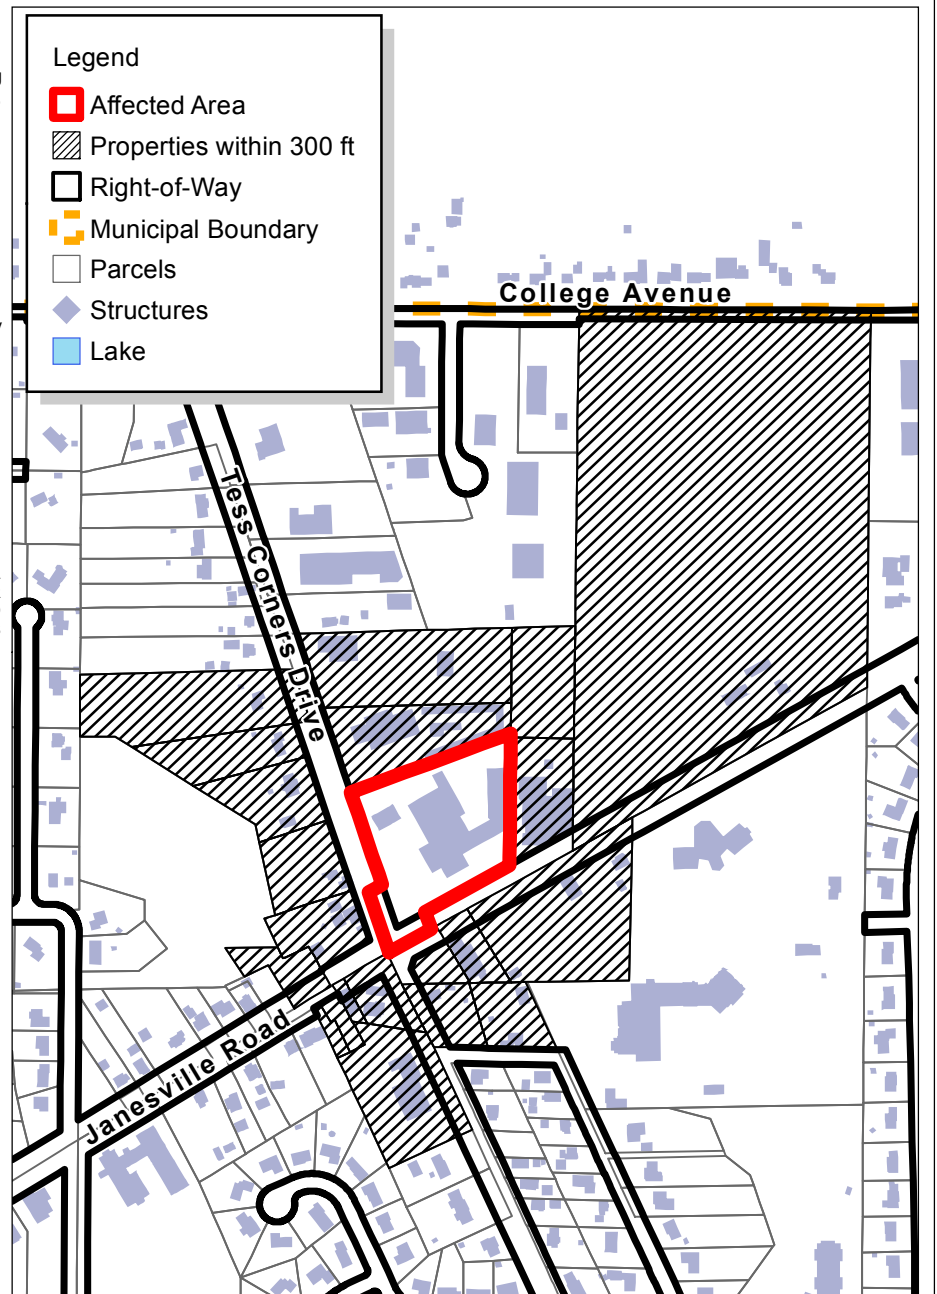 Legend
Affected Area
Properties within 300 ft
Right-of-Way
Municipal Boundary
Parcels
Structures
Lake
College Avenue
Tess Corners Drive
Janesville Road